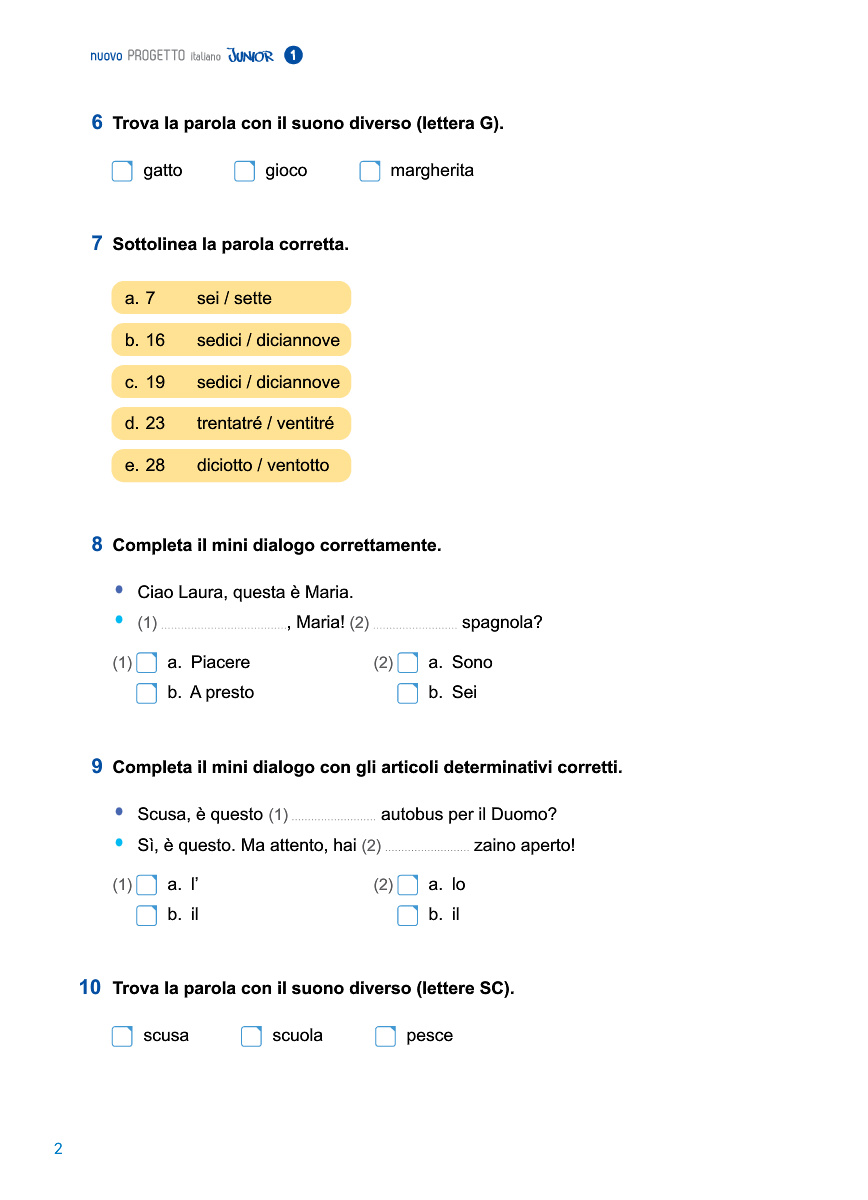 nuovo PROGETTO italiano JUNIOR 1
6 Trova la parola con il suono diverso (lettera G).
gatto gioco margherita
7 Sottolinea la parola corretta.
a. 7 sei / sette
b. 16 sedici / diciannove
c. 19 sedici / diciannove
d. 23 trentatré / ventitré
e. 28 diciotto / ventotto
8 Completa il mini dialogo correttamente.
• Ciao Laura, questa è Maria.
• (1) ........................................, Maria! (2) .......................... spagnola?
(1) a. Piacere (2) a. Sono
b. A presto b. Sei
9 Completa il mini dialogo con gli articoli determinativi corretti.
• Scusa, è questo (1) .......................... autobus per il Duomo?
• Sì, è questo. Ma attento, hai (2) .......................... zaino aperto!
(1) a. l’ (2) a. lo
b. il b. il
10 Trova la parola con il suono diverso (lettere SC).
scusa scuola pesce
2